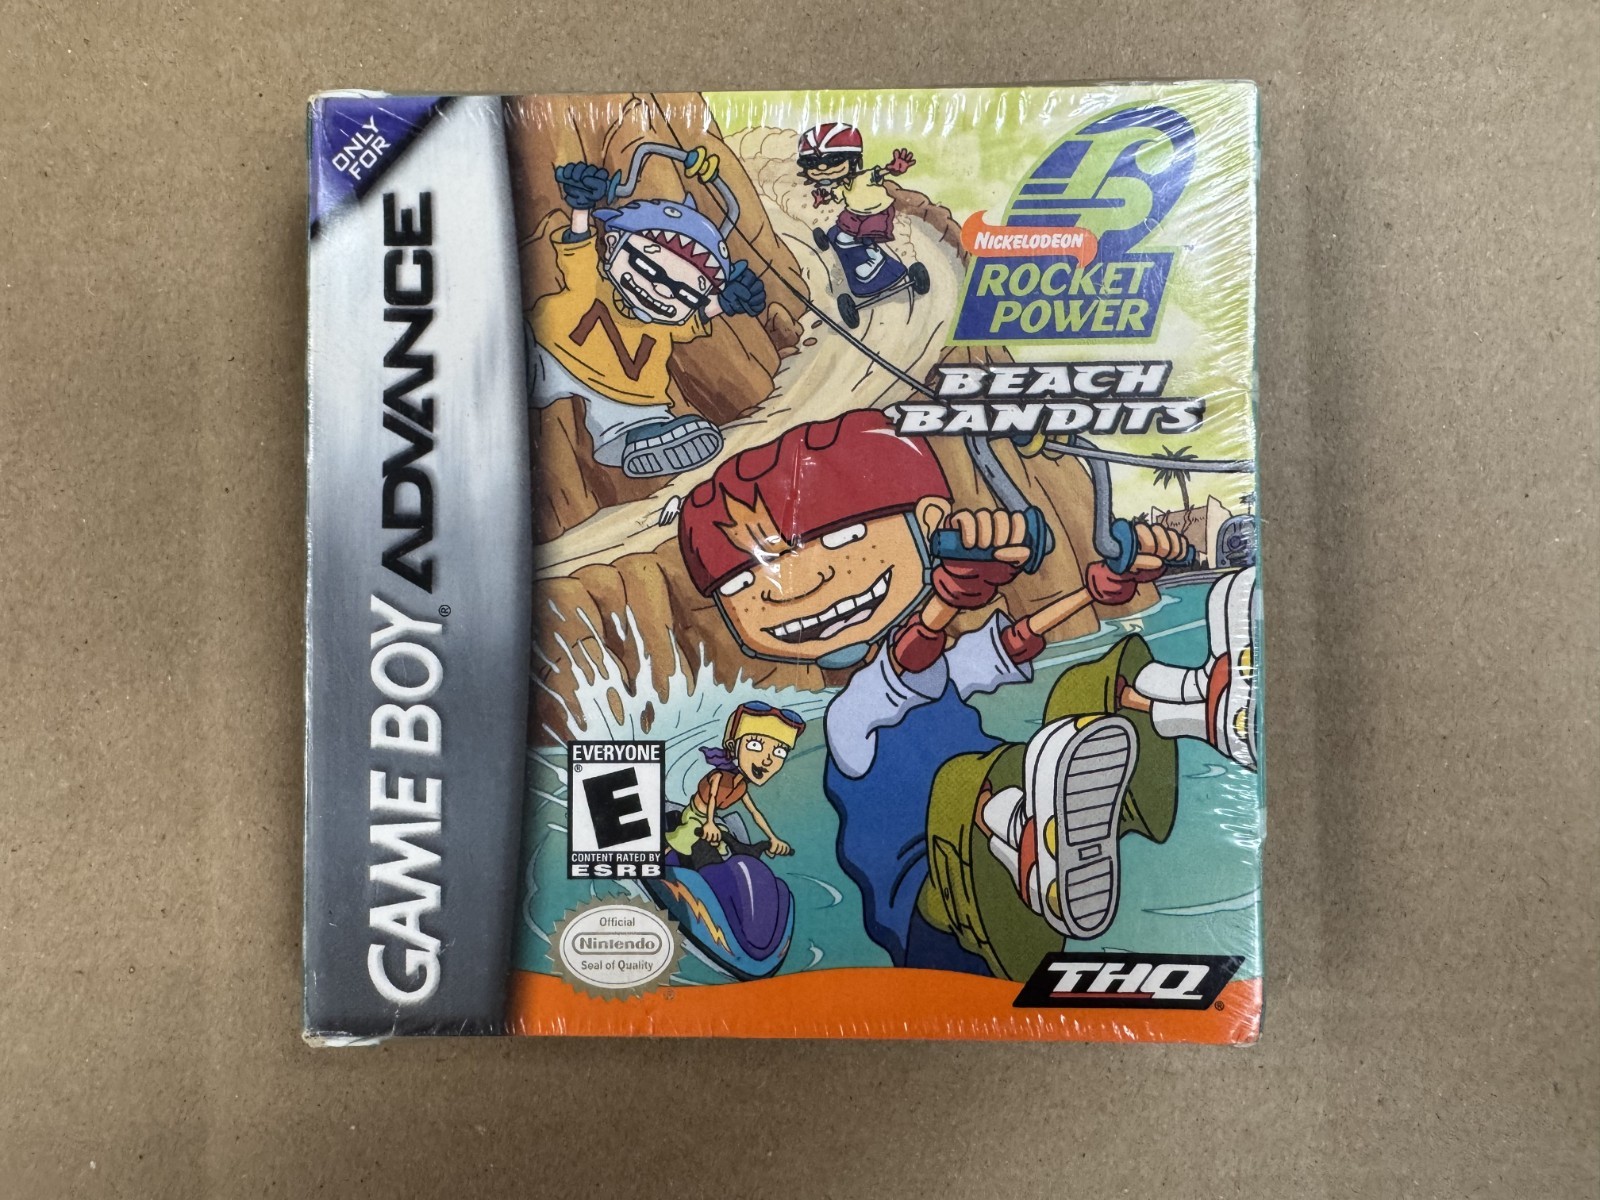 ONLY
FOR
GAME BOY ADVANCE
®
NICKELODEON
ROCKET
POWER
™
BEACH
BANDITS
EVERYONE
E
®
CONTENT RATED BY
ESRB
Official
Nintendo
Seal of Quality
®
THQ
®